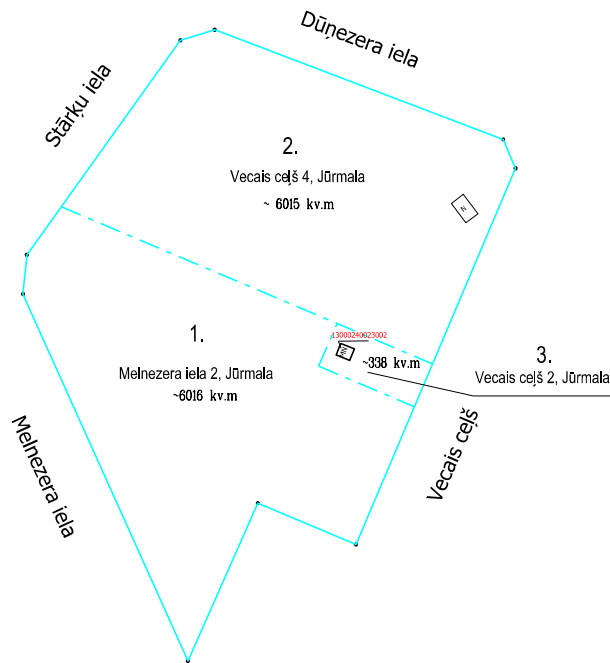 Dūņezera iela
Stārķu iela
2.
Vecais ceļš 4, Jūrmala
~ 6015 kv.m
N
1.
13000240023002
~338 kv.m
3.
Vecais ceļš 2, Jūrmala
Melnezera iela 2, Jūrmala
~6016 kv.m
Vecais ceļš
Melnezera iela